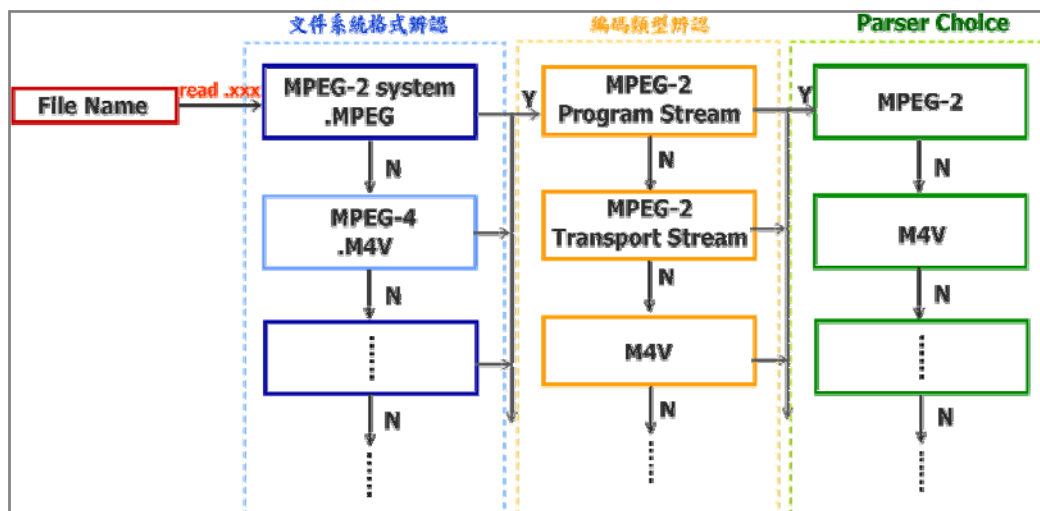 文件系統格式辨認
編碼類型辨認
Parser Choice
File Name
read .xxx
MPEG-2 system
.MPEG
Y
MPEG-2
Program Stream
Y
MPEG-2
N
N
N
MPEG-4
.M4V
MPEG-2
Transport Stream
M4V
N
N
N
M4V
N
N